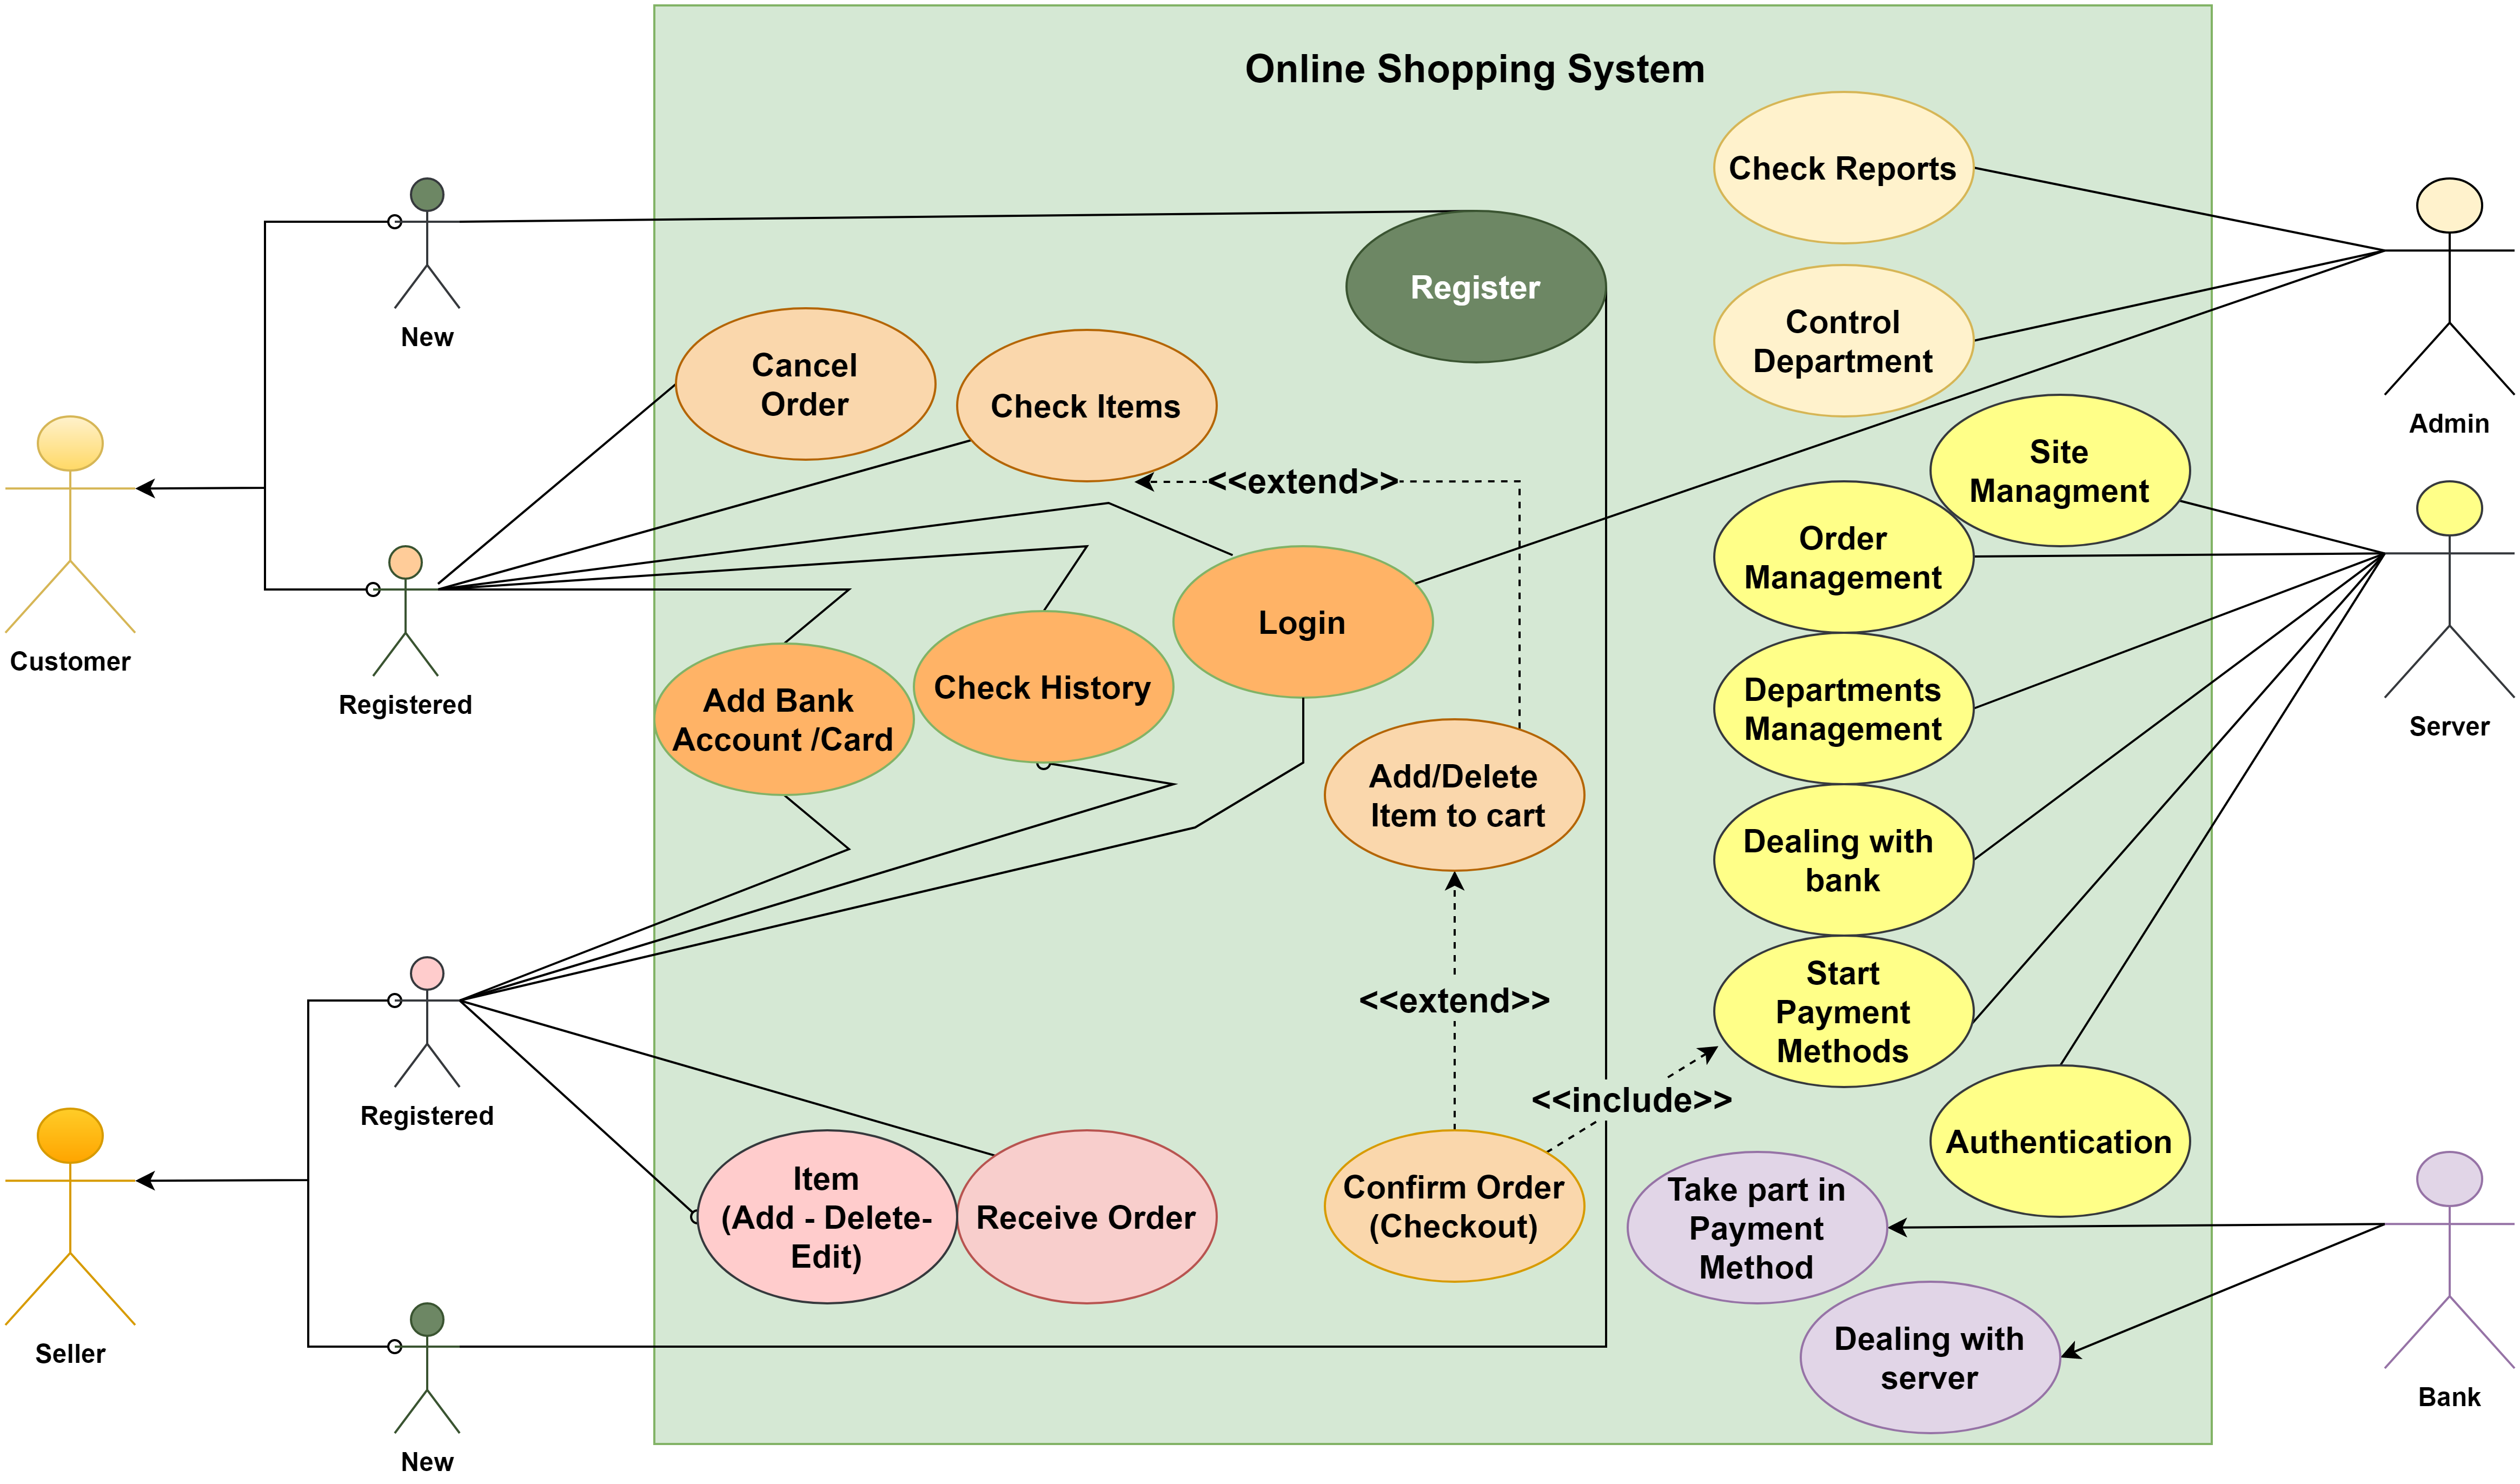 Online Shopping System
Check Reports
New
Register
Control
Department
Cancel
Order
Check Items
Admin
Site
Managment
<<extend>>
Order
Management
Customer
Registered
Login
Add Bank
Account /Card
Check History
Departments
Management
Server
Add/Delete
Item to cart
Dealing with
bank
Start
Payment
Methods
<<extend>>
Registered
<<include>>
Authentication
Item
(Add - Delete-
Edit)
Receive Order
Confirm Order
(Checkout)
Take part in
Payment
Method
Seller
Dealing with
server
Bank
New